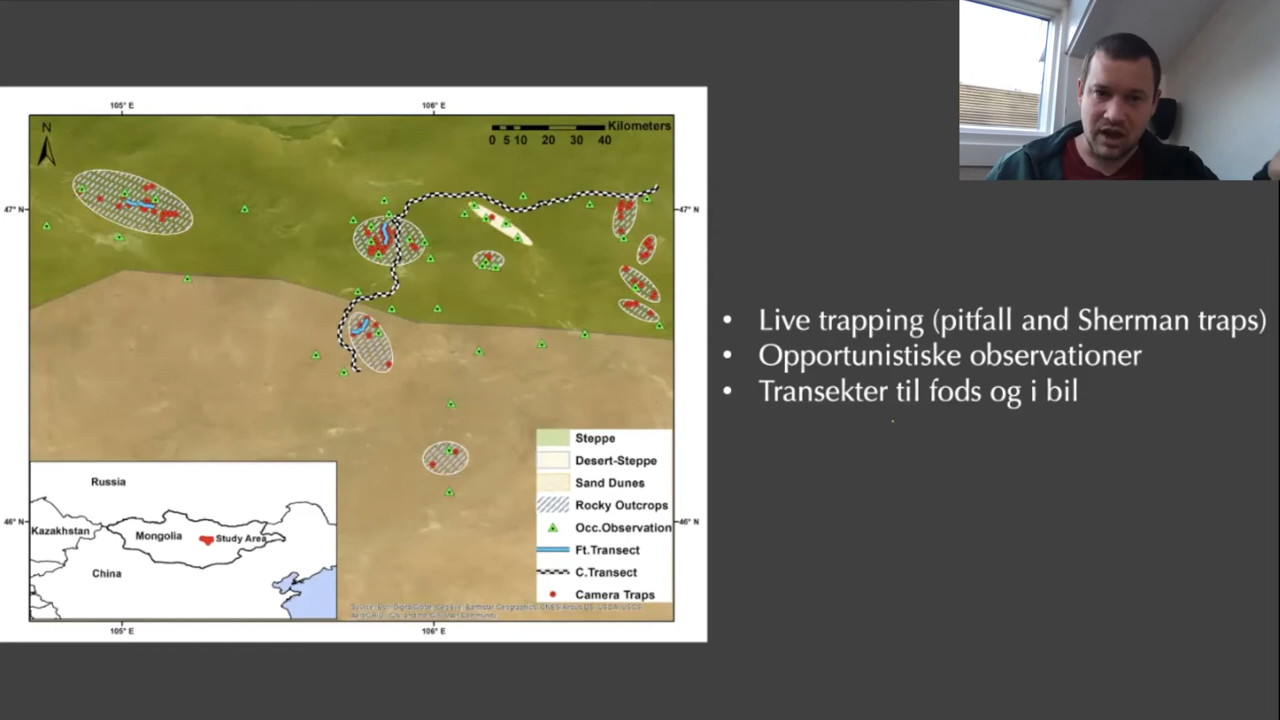 105° E
106° E
N
Kilometers
0 5 10 20 30 40
47° N
47° N
• Live trapping (pitfall and Sherman traps)
• Opportunistiske observationer
• Transekter til fods og i bil
Steppe
Desert-Steppe
Sand Dunes
Rocky Outcrops
Occ.Observation
Ft.Transect
C.Transect
Camera Traps
Russia
Kazakhstan
Mongolia
Study Area
China
46° N
46° N
105° E
106° E